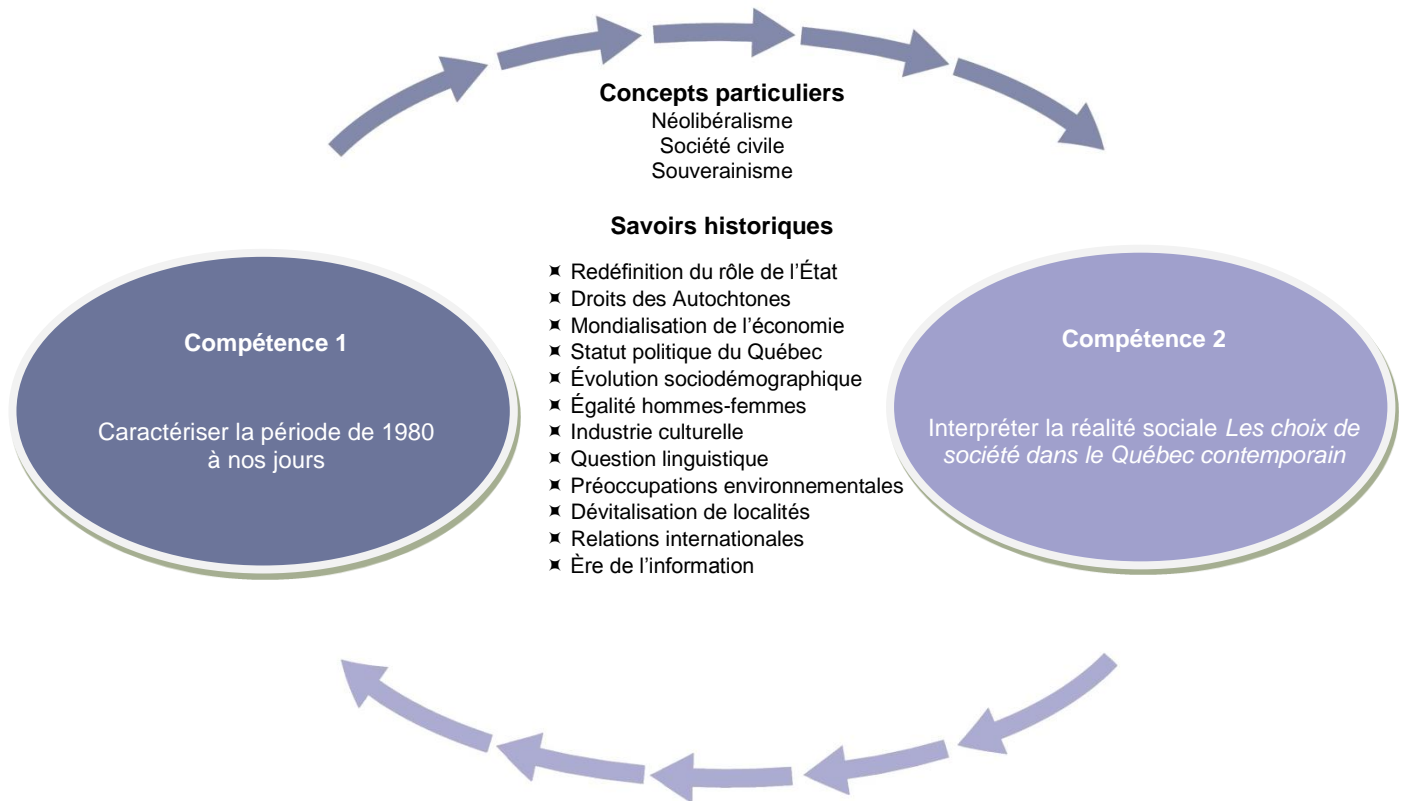 Concepts particuliers
Néolibéralisme
Société civile
Souverainisme
Savoirs historiques
Redéfinition du rôle de l'État
Droits des Autochtones
Mondialisation de l'économie
Statut politique du Québec
Évolution sociodémographique
Égalité hommes-femmes
Industrie culturelle
Question linguistique
Préoccupations environnementales
Dévitalisation de localités
Relations internationales
Ère de l'information
Compétence 1
Caractériser la période de 1980
à nos jours
Compétence 2
Interpréter la réalité sociale Les choix de
société dans le Québec contemporain